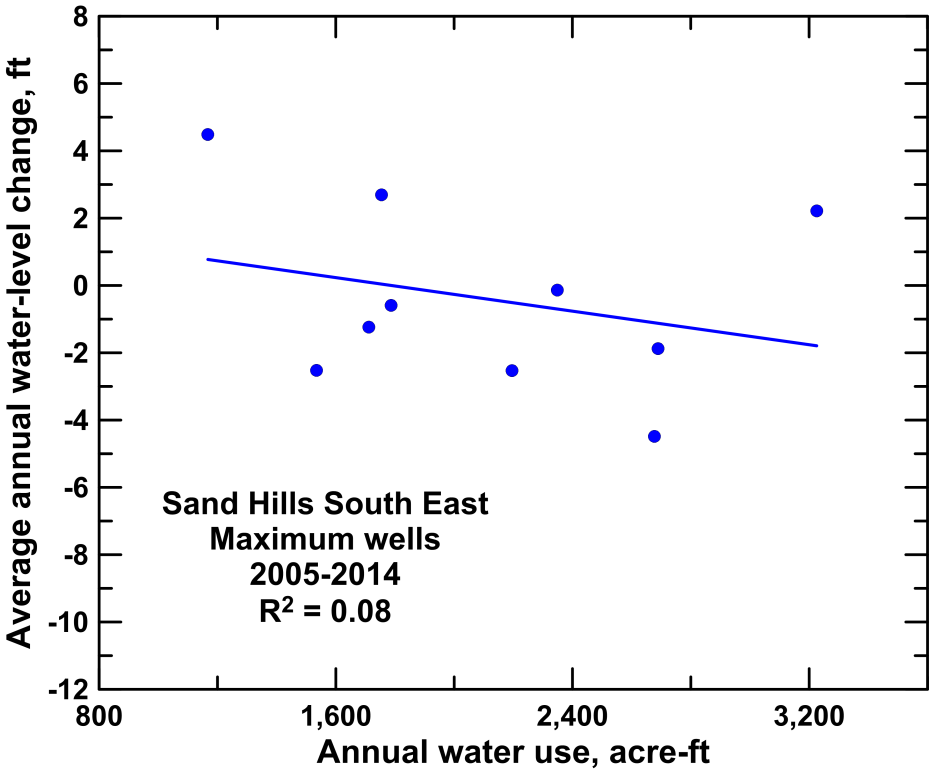 8
6
4
2
0
-2
-4
-6
-8
-10
-12
Average annual water-level change, ft
Sand Hills South East
Maximum wells
2005-2014
R² = 0.08
800 1,600 2,400 3,200
Annual water use, acre-ft